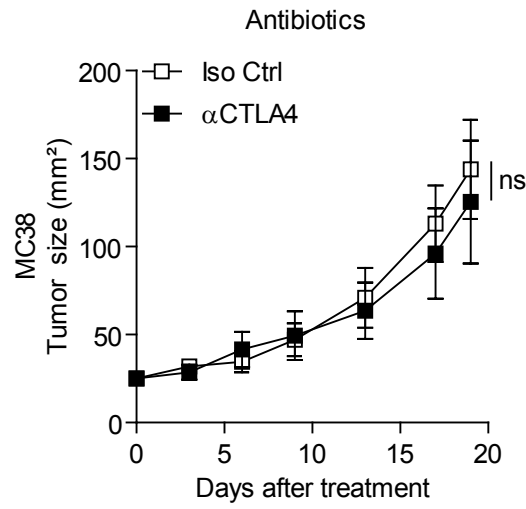 Antibiotics
200
150
100
50
0
MC38
Tumor size (mm²)
Iso Ctrl
αCTLA4
ns
0
5
10
15
20
Days after treatment